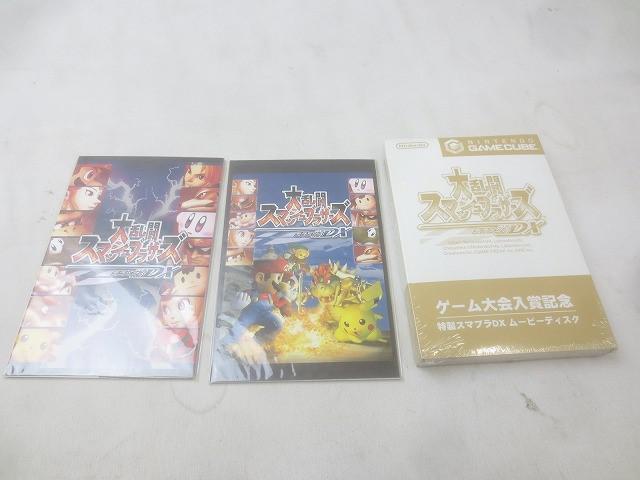 大乱闘
スマッシュブラザーズ
DX
大乱闘
スマッシュブラザーズ
DX
Nintendo
NINTENDO
GAMECUBE
大乱闘
スマッシュブラザーズ
DX
ゲーム大会入賞記念
特製スマブラDX ムービーディスク